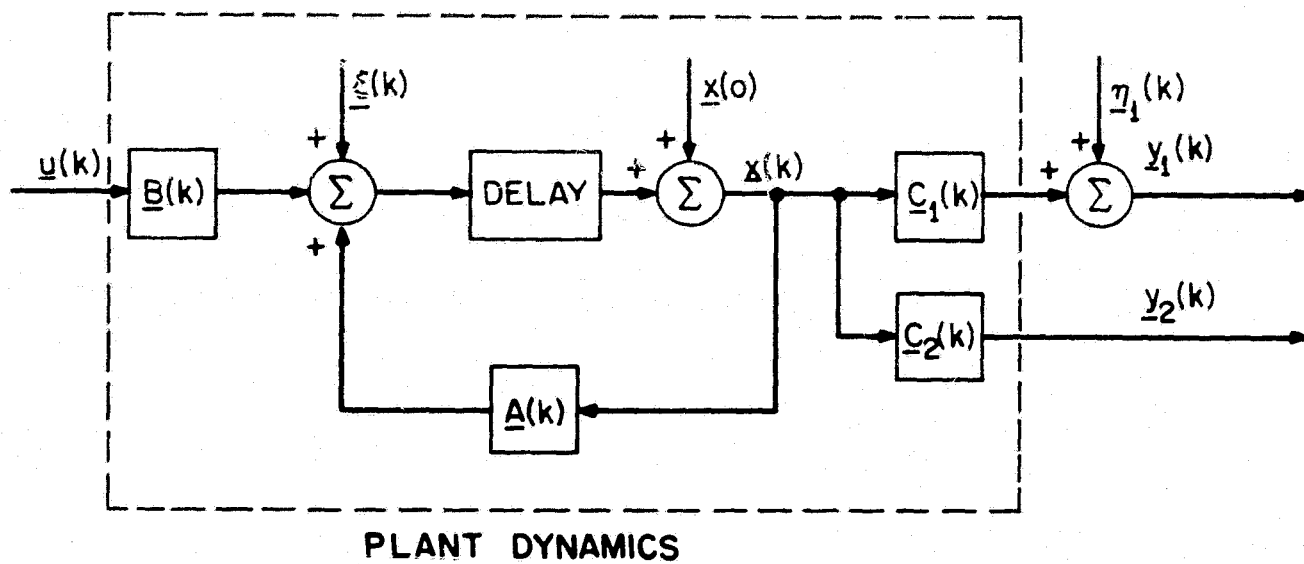 ξ(k)
x(0)
η₁(k)
u(k)
B(k)
Σ
DELAY
Σ
x(k)
C₁(k)
Σ
y₁(k)
C₂(k)
y₂(k)
A(k)
+
+
+
+
+
+
PLANT DYNAMICS